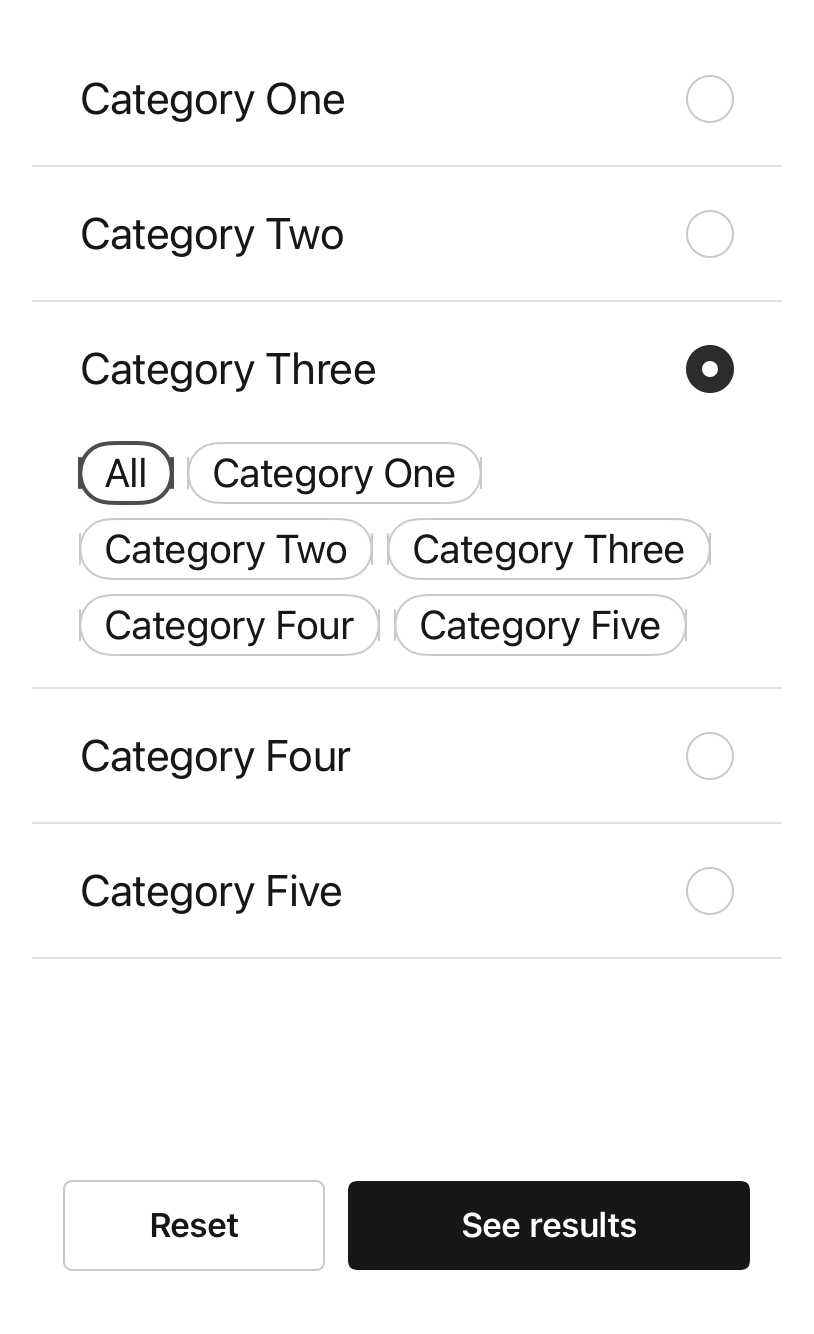 Category One
Category Two
Category Three
All Category One
Category Two Category Three
Category Four Category Five
Category Four
Category Five
Reset See results